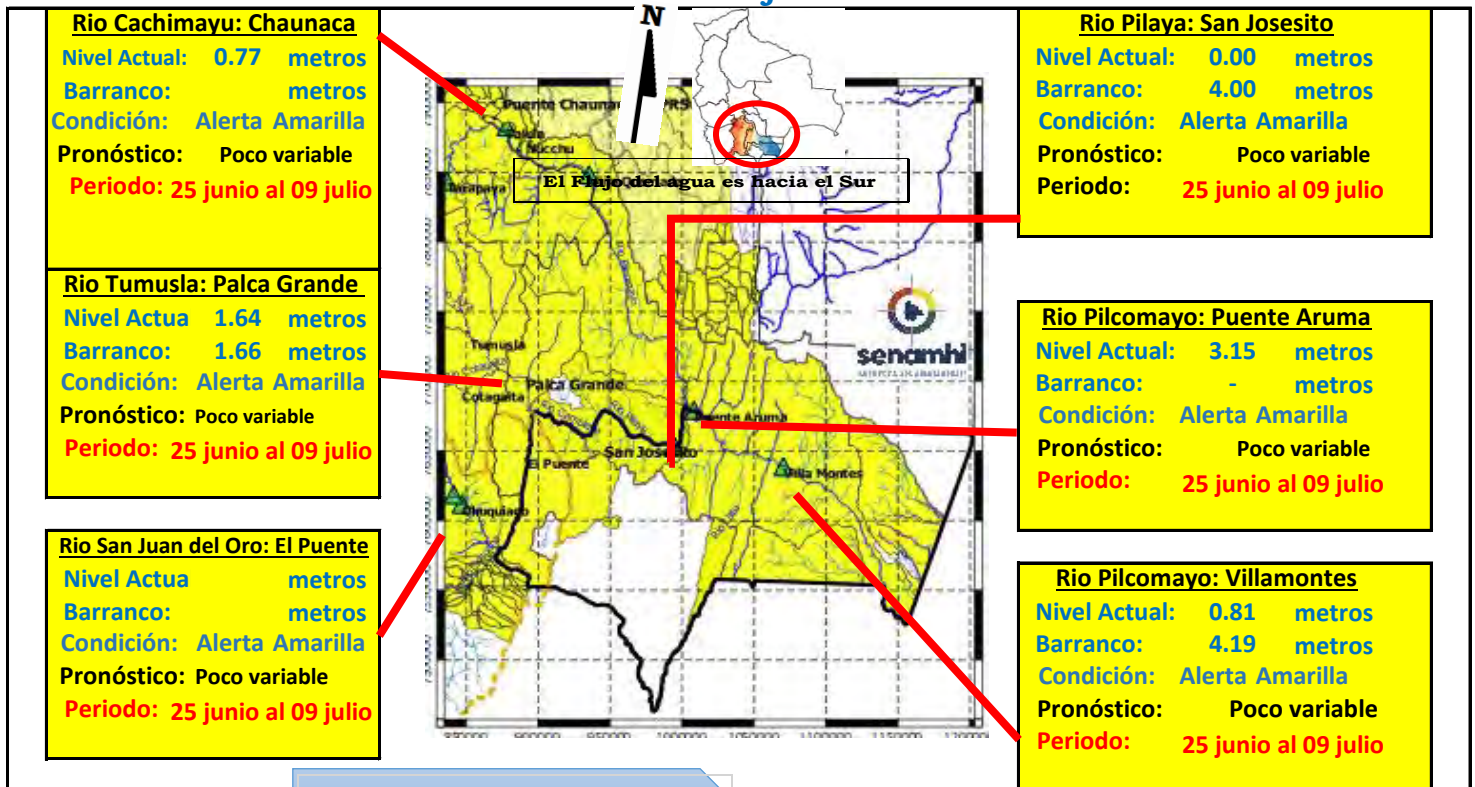 Rio Cachimayu: Chaunaca
Nivel Actual: 0.77 metros
Barranco: metros
Condición: Alerta Amarilla
Pronóstico: Poco variable
Periodo: 25 junio al 09 julio
Rio Tumusla: Palca Grande
Nivel Actua 1.64 metros
Barranco: 1.66 metros
Condición: Alerta Amarilla
Pronóstico: Poco variable
Periodo: 25 junio al 09 julio
Rio San Juan del Oro: El Puente
Nivel Actua metros
Barranco: metros
Condición: Alerta Amarilla
Pronóstico: Poco variable
Periodo: 25 junio al 09 julio
N
El Flujo del agua es hacia el Sur
Puente Chauna
Nucchu
Tarapaya
Tumusla
Palca Grande
Cotagaita
Puente Aruma
El Puente
San Josesito
Villa Montes
Chuquiago
senamhi
900000
1050000
1100000
1150000
Rio Pilaya: San Josesito
Nivel Actual: 0.00 metros
Barranco: 4.00 metros
Condición: Alerta Amarilla
Pronóstico: Poco variable
Periodo: 25 junio al 09 julio
Rio Pilcomayo: Puente Aruma
Nivel Actual: 3.15 metros
Barranco: - metros
Condición: Alerta Amarilla
Pronóstico: Poco variable
Periodo: 25 junio al 09 julio
Rio Pilcomayo: Villamontes
Nivel Actual: 0.81 metros
Barranco: 4.19 metros
Condición: Alerta Amarilla
Pronóstico: Poco variable
Periodo: 25 junio al 09 julio